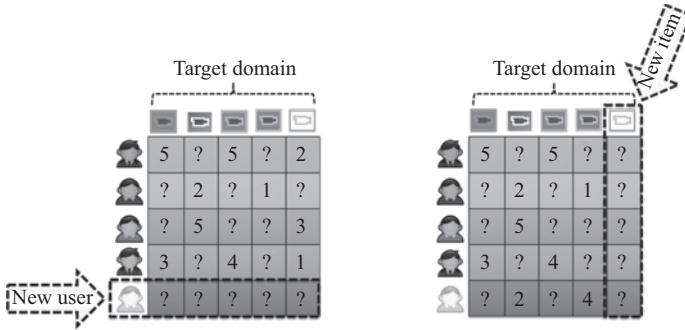 New item
Target domain
Target domain
5 ? 5 ? 2
? 2 ? 1 ?
? 5 ? ? 3
3 ? 4 ? 1
New user
? ? ? ? ?
5 ? 5 ? ?
? 2 ? 1 ?
? 5 ? ? ?
3 ? 4 ? ?
? 2 ? 4 ?